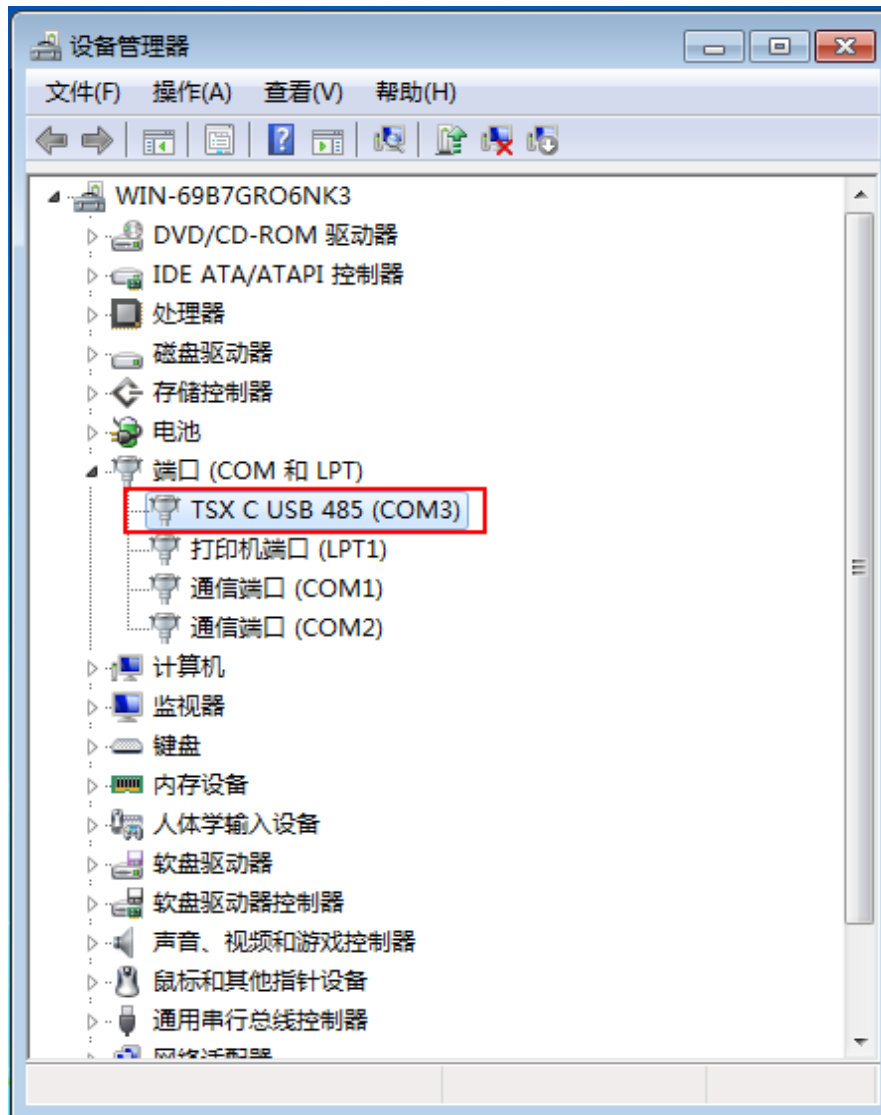 设备管理器
文件(F) 操作(A) 查看(V) 帮助(H)
WIN-69B7GRO6NK3
DVD/CD-ROM 驱动器
IDE ATA/ATAPI 控制器
处理器
磁盘驱动器
存储控制器
电池
端口 (COM 和 LPT)
TSX C USB 485 (COM3)
打印机端口 (LPT1)
通信端口 (COM1)
通信端口 (COM2)
计算机
监视器
键盘
内存设备
人体学输入设备
软盘驱动器
软盘驱动器控制器
声音、视频和游戏控制器
鼠标和其他指针设备
通用串行总线控制器
网络适配器